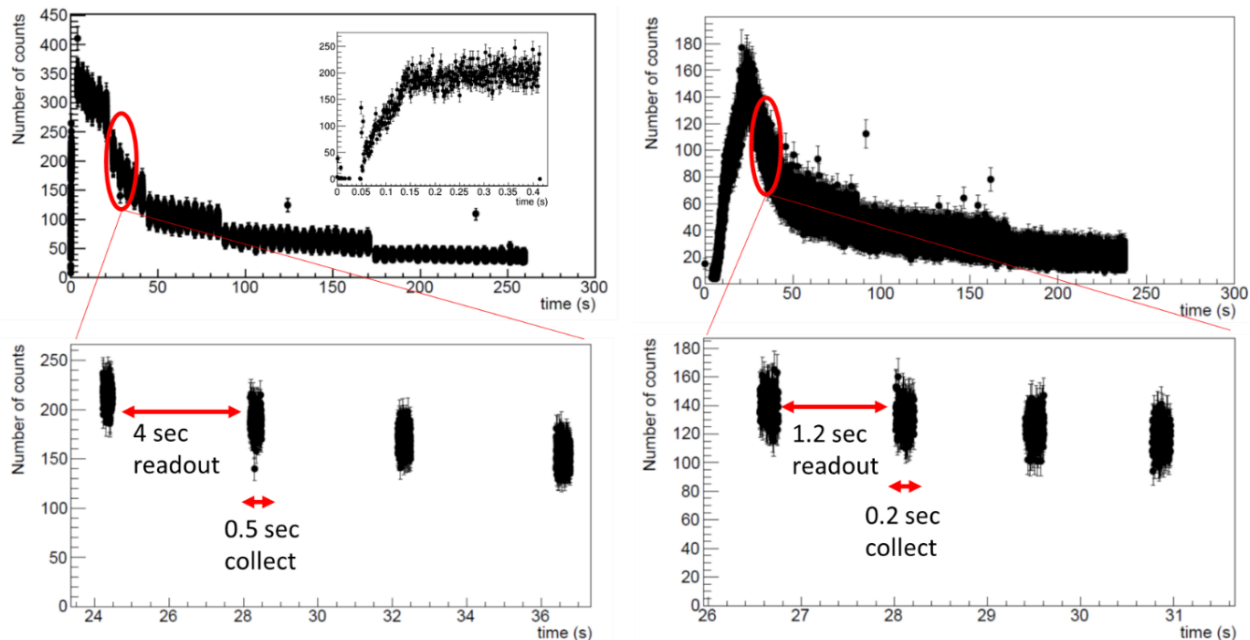 Number of counts
450
400
350
300
250
200
150
100
50
0
0 50 100 150 200 250 300
time (s)
Number of counts
250
200
150
100
50
0
0 0.05 0.1 0.15 0.2 0.25 0.3 0.35 0.4
time (s)
Number of counts
180
160
140
120
100
80
60
40
20
0
0 50 100 150 200 250 300
time (s)
Number of counts
250
200
150
100
50
0
4 sec
readout
0.5 sec
collect
24 26 28 30 32 34 36
time (s)
Number of counts
180
160
140
120
100
80
60
40
20
0
1.2 sec
readout
0.2 sec
collect
26 27 28 29 30 31
time (s)